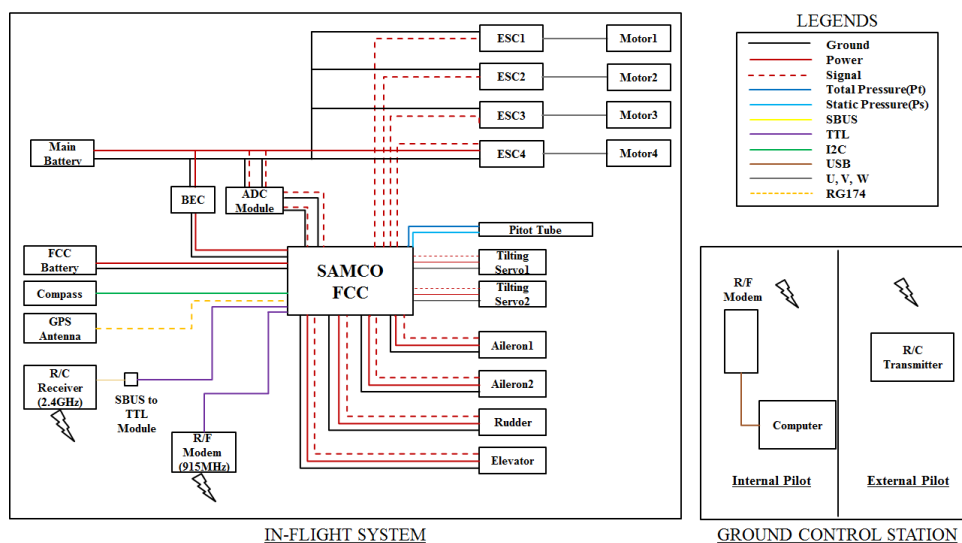 LEGENDS
Ground
Power
Signal
Total Pressure(Pt)
Static Pressure(Ps)
SBUS
TTL
I2C
USB
U, V, W
RG174
ESC1
Motor1
ESC2
Motor2
ESC3
Motor3
ESC4
Motor4
Main
Battery
BEC
ADC
Module
FCC
Battery
Compass
GPS
Antenna
R/C
Receiver
(2.4GHz)
SBUS to
TTL
Module
R/F
Modem
(915MHz)
SAMCO
FCC
Pitot Tube
Tilting
Servo1
Tilting
Servo2
Aileron1
Aileron2
Rudder
Elevator
IN-FLIGHT SYSTEM
R/F
Modem
Computer
Internal Pilot
R/C
Transmitter
External Pilot
GROUND CONTROL STATION